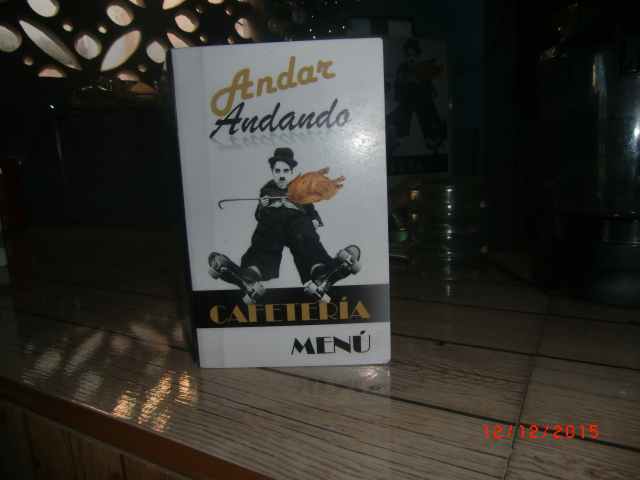 Andar
Andando
CAFETERÍA
MENÚ
12/12/2015